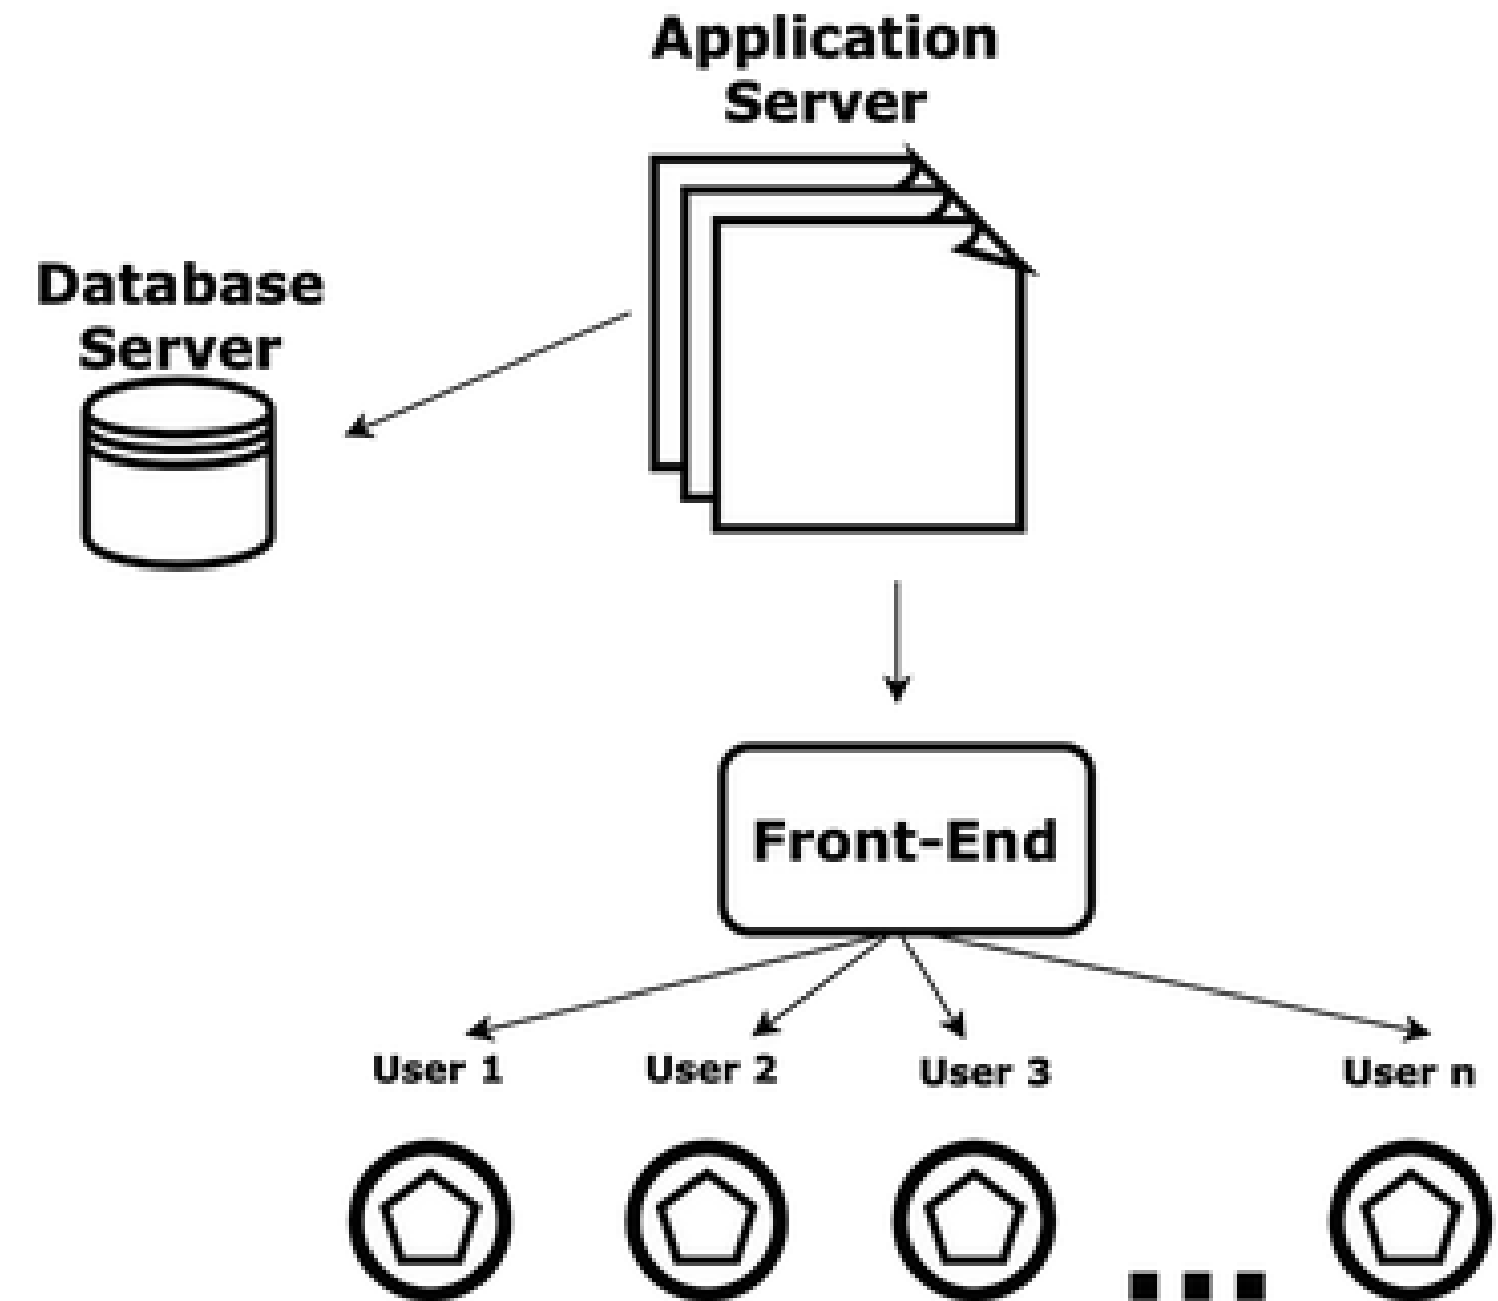 Application
Server
Database
Server
Front-End
User 1
User 2
User 3
User n